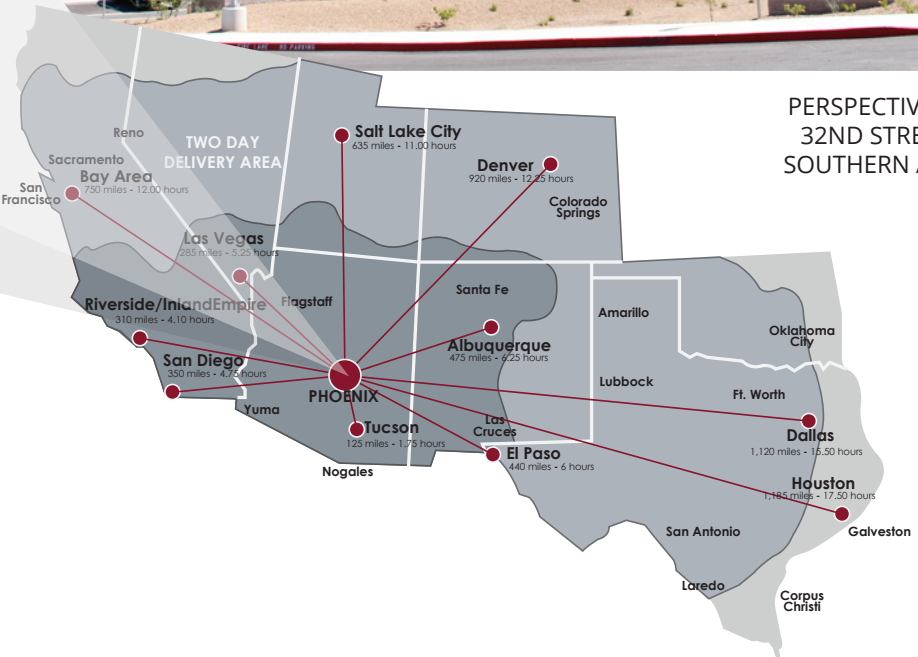 FIRE LANE NO PARKING
PERSPECTIV
32ND STRE
SOUTHERN A
Reno
TWO DAY
DELIVERY AREA
Salt Lake City
635 miles - 11.00 hours
Denver
920 miles - 12.25 hours
Colorado
Springs
Sacramento
Bay Area
750 miles - 12.00 hours
San
Francisco
Las Vegas
285 miles - 5.25 hours
Riverside/InlandEmpire
310 miles - 4.10 hours
Flagstaff
Santa Fe
Amarillo
Oklahoma
City
San Diego
350 miles - 4.75 hours
Albuquerque
475 miles - 6.25 hours
PHOENIX
Lubbock
Ft. Worth
Yuma
Tucson
125 miles - 1.75 hours
Las
Cruces
El Paso
440 miles - 6 hours
Dallas
1,120 miles - 15.50 hours
Nogales
Houston
1,185 miles - 17.50 hours
San Antonio
Galveston
Laredo
Corpus
Christi